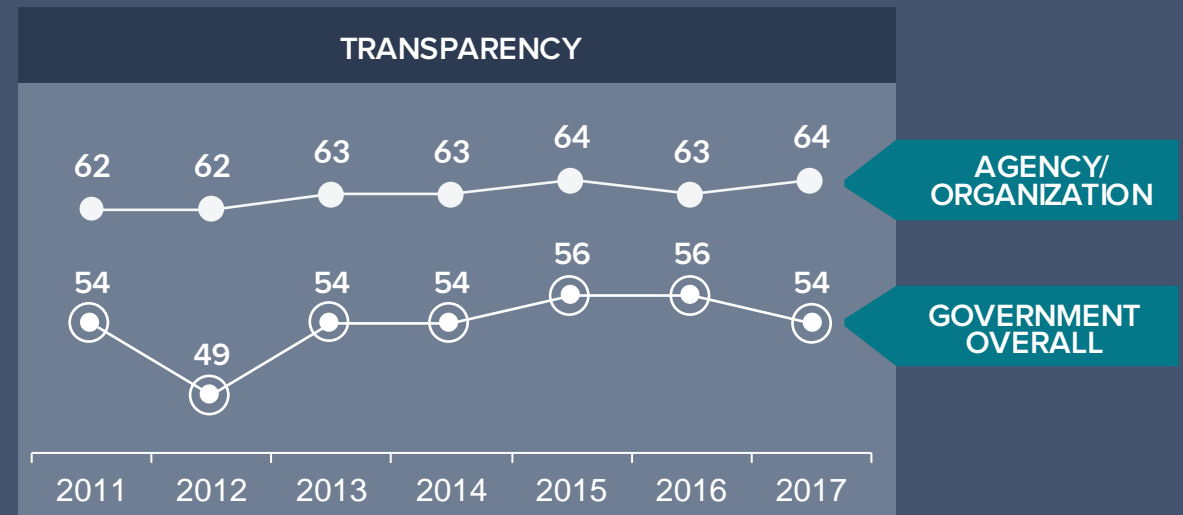 TRANSPARENCY
62 62 63 63 64 63 64
AGENCY/
ORGANIZATION
54 49 54 54 56 56 54
GOVERNMENT
OVERALL
2011 2012 2013 2014 2015 2016 2017